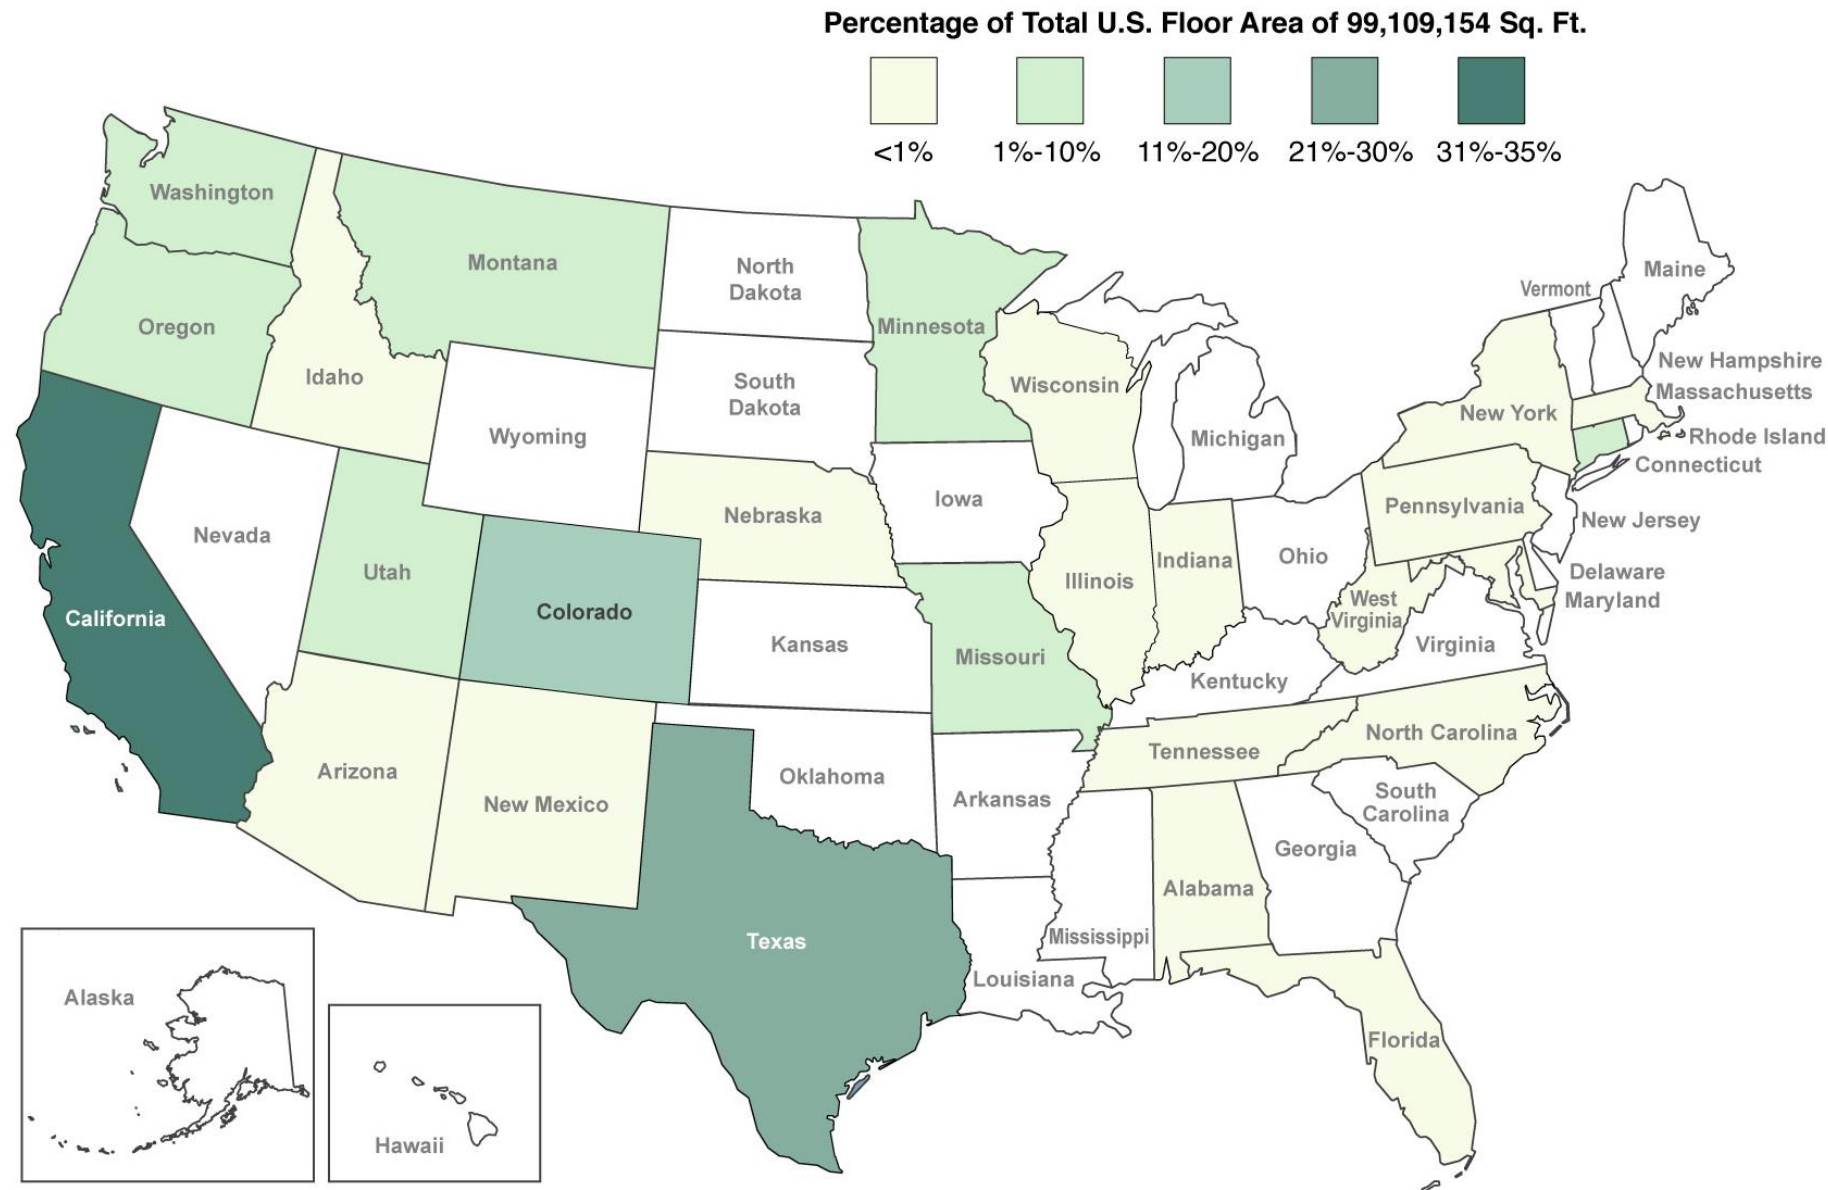 Percentage of Total U.S. Floor Area of 99,109,154 Sq. Ft.
<1% 1%-10% 11%-20% 21%-30% 31%-35%
Washington
Montana
North
Dakota
Minnesota
Vermont
Maine
Oregon
Idaho
South
Dakota
Wisconsin
New Hampshire
Massachusetts
New York
Wyoming
Michigan
Rhode Island
Connecticut
Nevada
Nebraska
Iowa
Pennsylvania
New Jersey
Utah
Colorado
Illinois
Indiana
Ohio
Delaware
Maryland
West
Virginia
California
Kansas
Missouri
Virginia
Kentucky
Arizona
New Mexico
Oklahoma
Arkansas
Tennessee
North Carolina
South
Carolina
Georgia
Alabama
Mississippi
Texas
Louisiana
Florida
Alaska
Hawaii